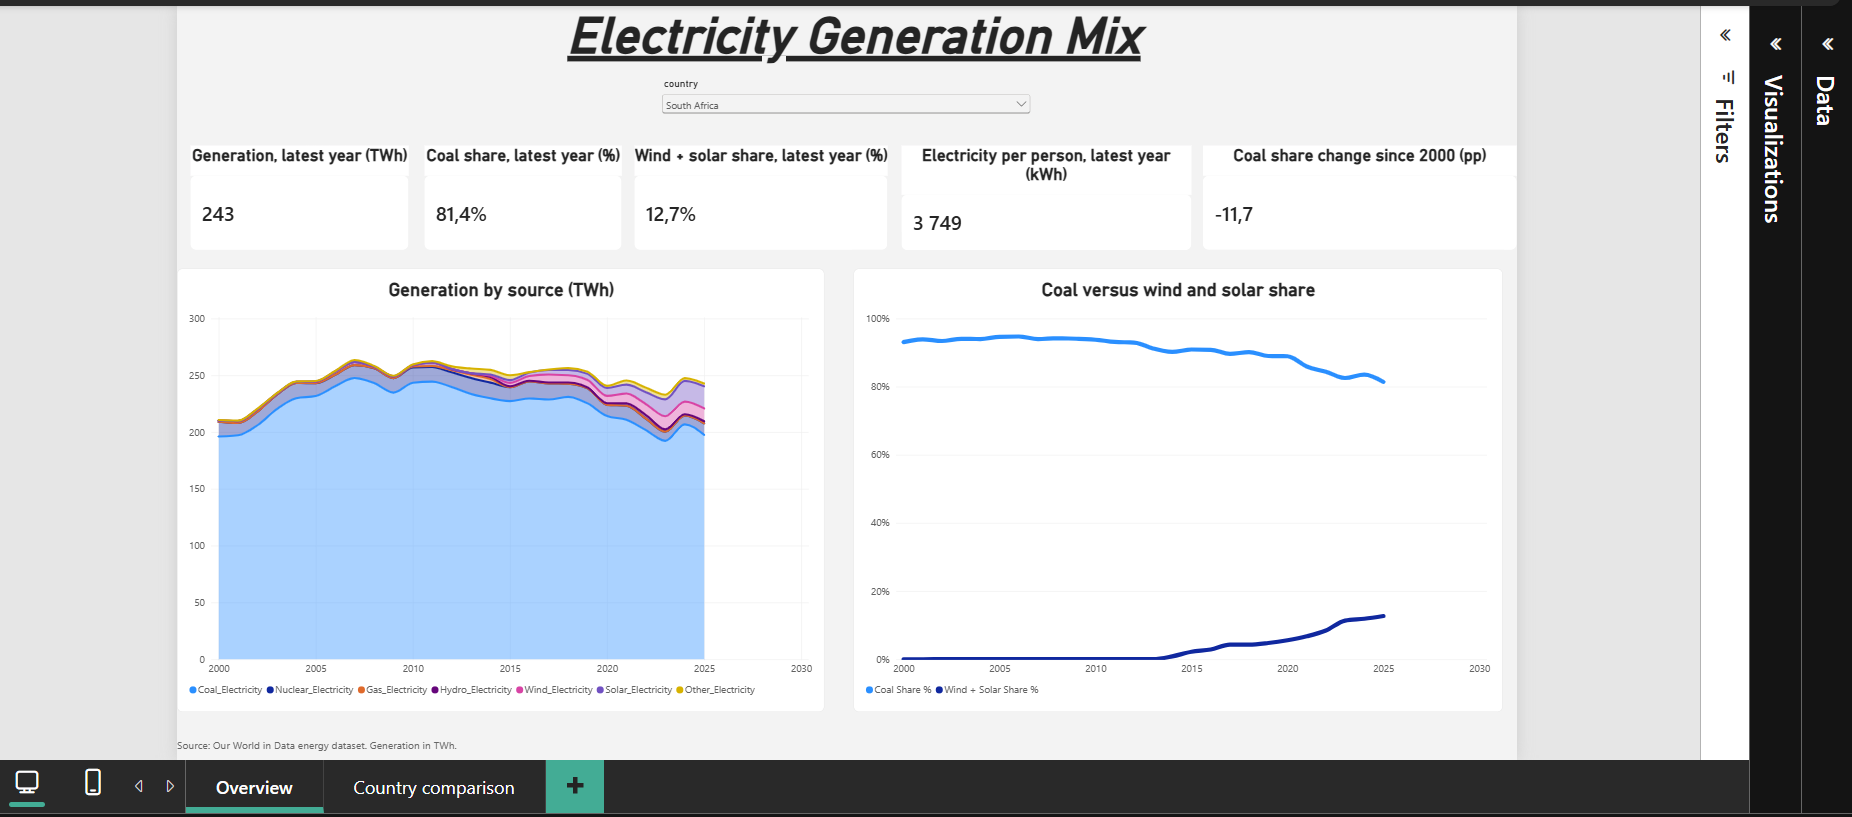 Electricity Generation Mix
country
South Africa
Generation, latest year (TWh)
243
Coal share, latest year (%)
81,4%
Wind + solar share, latest year (%)
12,7%
Electricity per person, latest year
(kWh)
3 749
Coal share change since 2000 (pp)
-11,7
Generation by source (TWh)
300
250
200
150
100
50
0
2000 2005 2010 2015 2020 2025 2030
Coal_Electricity Nuclear_Electricity Gas_Electricity Hydro_Electricity Wind_Electricity Solar_Electricity Other_Electricity
Coal versus wind and solar share
100%
80%
60%
40%
20%
0%
2000 2005 2010 2015 2020 2025 2030
Coal Share % Wind + Solar Share %
Source: Our World in Data energy dataset. Generation in TWh.
Filters
Visualizations
Data
Overview
Country comparison